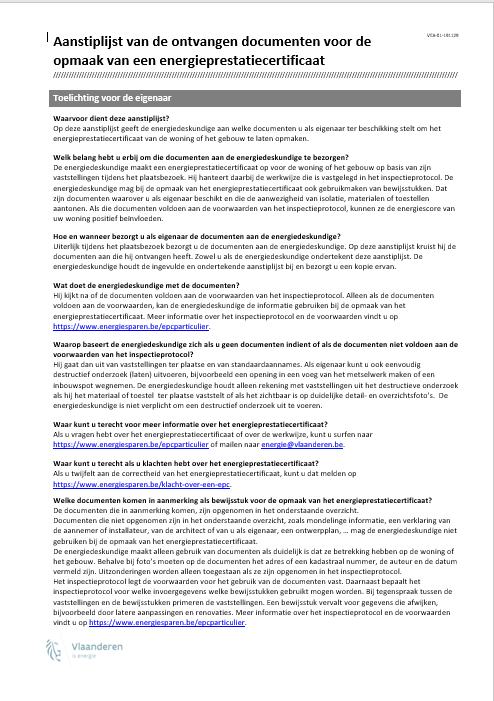 VEA-01-191128
Aanstiplijst van de ontvangen documenten voor de
opmaak van een energieprestatiecertificaat
Toelichting voor de eigenaar
Waarvoor dient deze aanstiplijst?
Op deze aanstiplijst geeft de energiedeskundige aan welke documenten u als eigenaar ter beschikking stelt om het
energieprestatiecertificaat van de woning of het gebouw te laten opmaken.
Welk belang hebt u erbij om die documenten aan de energiedeskundige te bezorgen?
De energiedeskundige maakt een energieprestatiecertificaat op voor de woning of het gebouw op basis van zijn
vaststellingen tijdens het plaatsbezoek. Hij hanteert daarbij de werkwijze die is vastgelegd in het inspectieprotocol. De
energiedeskundige mag bij de opmaak van het energieprestatiecertificaat ook gebruikmaken van bewijsstukken. Dat
zijn documenten waarover u als eigenaar beschikt en die de aanwezigheid van isolatie, materialen of toestellen
aantonen. Als die documenten voldoen aan de voorwaarden van het inspectieprotocol, kunnen ze de energiescore van
uw woning positief beïnvloeden.
Hoe en wanneer bezorgt u als eigenaar de documenten aan de energiedeskundige?
Uiterlijk tijdens het plaatsbezoek bezorgt u de documenten aan de energiedeskundige. Op deze aanstiplijst kruist hij de
documenten aan die hij ontvangen heeft. Zowel u als de energiedeskundige ondertekent deze aanstiplijst. De
energiedeskundige houdt de ingevulde en ondertekende aanstiplijst bij en bezorgt u een kopie ervan.
Wat doet de energiedeskundige met de documenten?
Hij kijkt na of de documenten voldoen aan de voorwaarden van het inspectieprotocol. Alleen als de documenten
voldoen aan de voorwaarden, kan de energiedeskundige de informatie gebruiken bij de opmaak van het
energieprestatiecertificaat. Meer informatie over het inspectieprotocol en de voorwaarden vindt u op
https://www.energiesparen.be/epcparticulier.
Waarop baseert de energiedeskundige zich als u geen documenten indient of als de documenten niet voldoen aan de
voorwaarden van het inspectieprotocol?
Hij gaat dan uit van vaststellingen ter plaatse en van standaardaannames. Als eigenaar kunt u ook eenvoudig
destructief onderzoek (laten) uitvoeren, bijvoorbeeld een opening in een voeg van het metselwerk maken of een
inbouwspot wegnemen. De energiedeskundige houdt alleen rekening met vaststellingen uit het destructieve onderzoek
als hij het materiaal of toestel ter plaatse vaststelt of als het zichtbaar is op duidelijke detail- en overzichtsfoto's. De
energiedeskundige is niet verplicht om een destructief onderzoek uit te voeren.
Waar kunt u terecht voor meer informatie over het energieprestatiecertificaat?
Als u vragen hebt over het energieprestatiecertificaat of over de werkwijze, kunt u surfen naar
https://www.energiesparen.be/epcparticulier of mailen naar energie@vlaanderen.be.
Waar kunt u terecht als u klachten hebt over het energieprestatiecertificaat?
Als u twijfelt aan de correctheid van het energieprestatiecertificaat, kunt u dat melden op
https://www.energiesparen.be/klacht-over-een-epc.
Welke documenten komen in aanmerking als bewijsstuk voor de opmaak van het energieprestatiecertificaat?
De documenten die in aanmerking komen, zijn opgenomen in het onderstaande overzicht.
Documenten die niet opgenomen zijn in het onderstaande overzicht, zoals mondelinge informatie, een verklaring van
de aannemer of installateur, van de architect of van u als eigenaar, een ontwerpplan, ... mag de energiedeskundige niet
gebruiken bij de opmaak van het energieprestatiecertificaat.
De energiedeskundige maakt alleen gebruik van documenten als duidelijk is dat ze betrekking hebben op de woning of
het gebouw. Behalve bij foto's moeten op de documenten het adres of een kadastraal nummer, de auteur en de datum
vermeld zijn. Uitzonderingen worden alleen toegestaan als ze zijn opgenomen in het inspectieprotocol.
Het inspectieprotocol legt de voorwaarden voor het gebruik van de documenten vast. Daarnaast bepaalt het
inspectieprotocol voor welke invoergegevens welke bewijsstukken gebruikt mogen worden. Bij tegenspraak tussen de
vaststellingen en de bewijsstukken primeren de vaststellingen. Een bewijsstuk vervalt voor gegevens die afwijken,
bijvoorbeeld door latere aanpassingen en renovaties. Meer informatie over het inspectieprotocol en de voorwaarden
vindt u op https://www.energiesparen.be/epcparticulier.
Vlaanderen
is energie